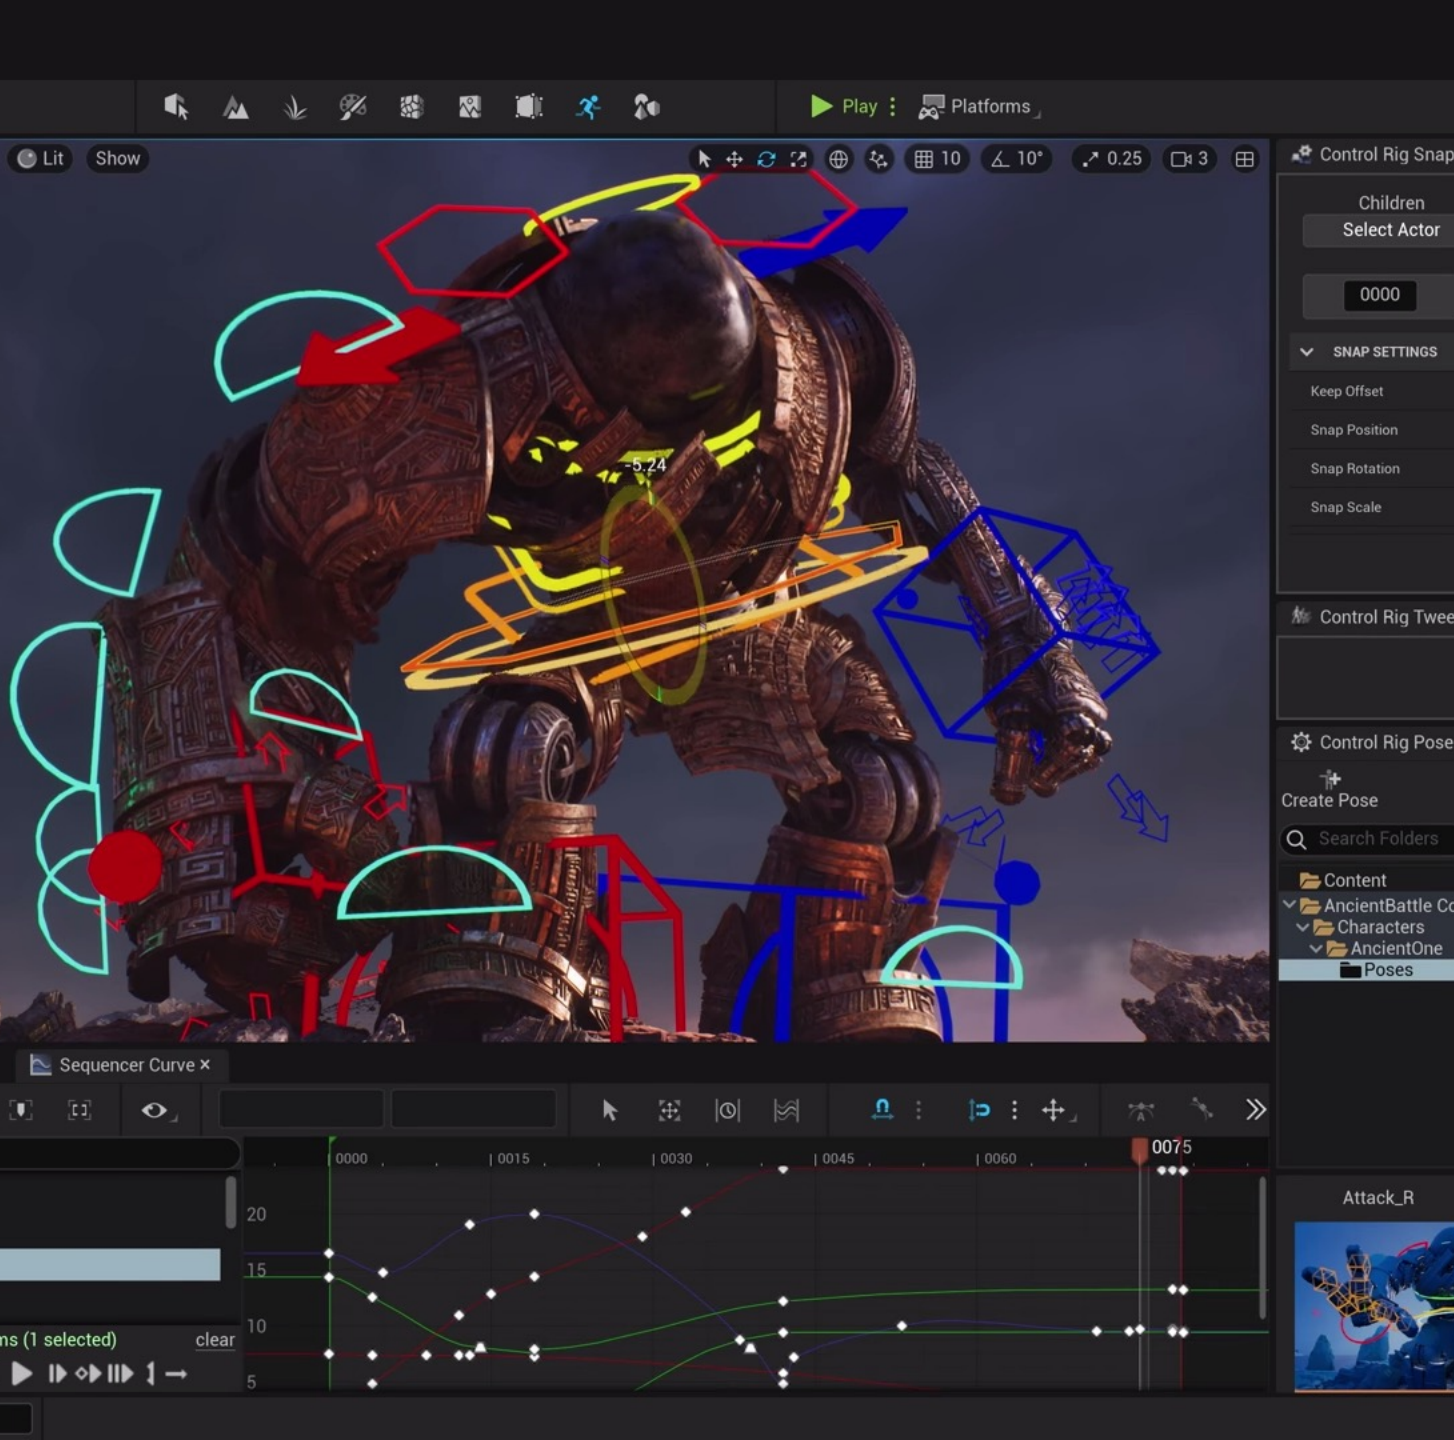 Play
Platforms
Lit
Show
10
10°
0.25
3
Control Rig Snap
Children
Select Actor
0000
SNAP SETTINGS
Keep Offset
Snap Position
Snap Rotation
Snap Scale
-5.24
Control Rig Twee
Control Rig Pose
Create Pose
Search Folders
Content
AncientBattle Co
Characters
AncientOne
Poses
Sequencer Curve ×
0075
0000
0015
0030
0045
0060
20
15
10
5
ms (1 selected)
clear
Attack_R